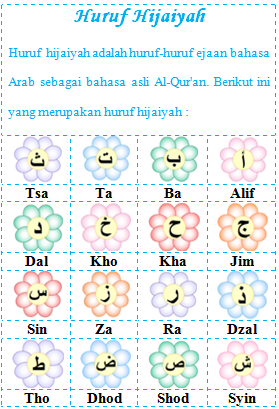 Huruf Hijaiyah
Huruf hijaiyah adalah huruf-huruf ejaan bahasa
Arab sebagai bahasa asli Al-Qur'an. Berikut ini
yang merupakan huruf hijaiyah :
ث ت ب أ
Tsa Ta Ba Alif
د خ ح ج
Dal Kho Kha Jim
س ز ر ذ
Sin Za Ra Dzal
ط ض ص ش
Tho Dhod Shod Syin